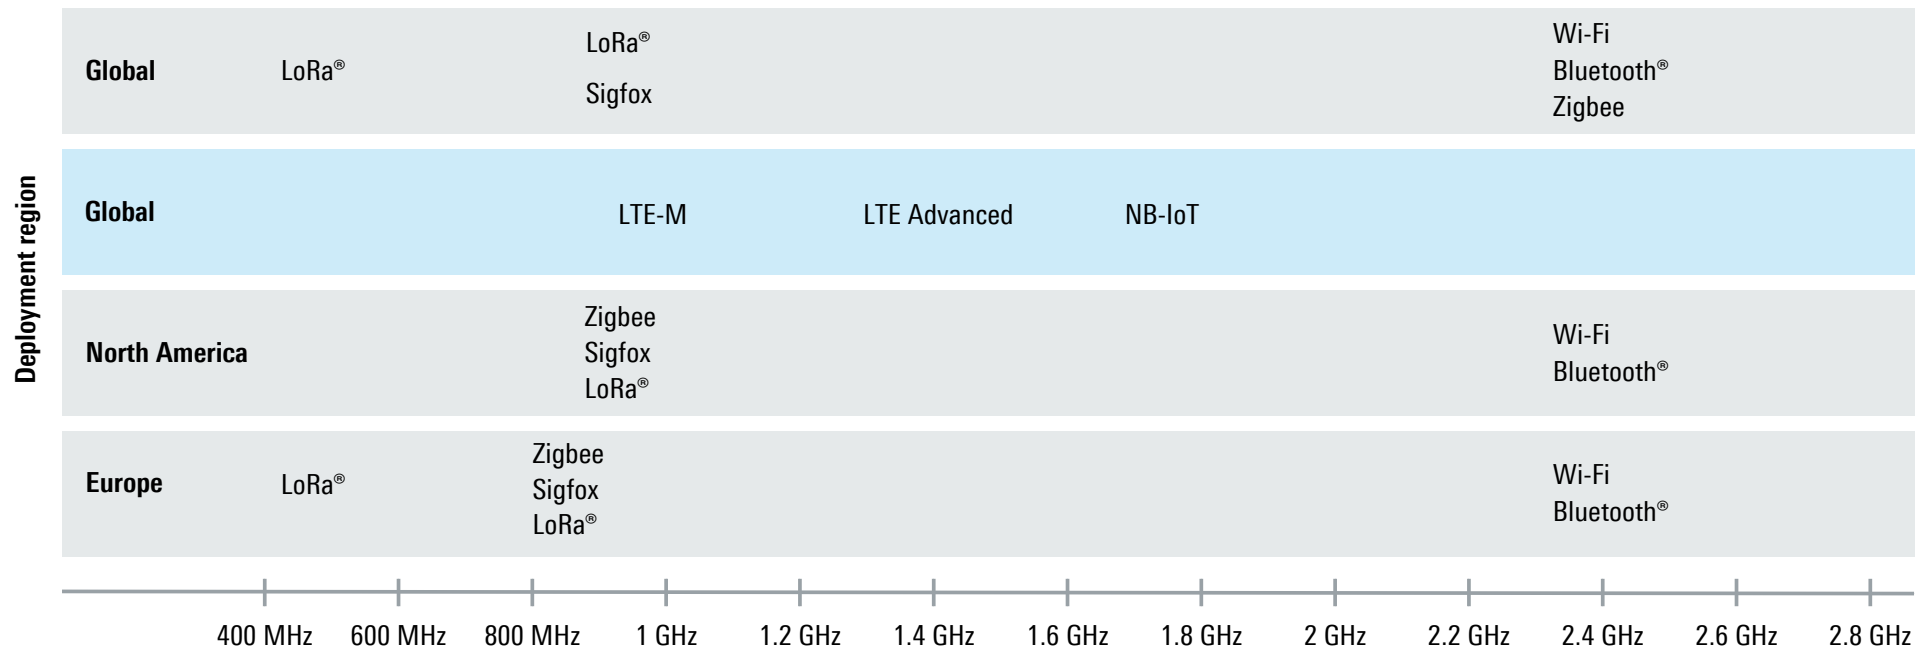 Deployment region
Global
LoRa®
LoRa®
Sigfox
Wi-Fi
Bluetooth®
Zigbee
Global
LTE-M
LTE Advanced
NB-IoT
North America
Zigbee
Sigfox
LoRa®
Wi-Fi
Bluetooth®
Europe
LoRa®
Zigbee
Sigfox
LoRa®
Wi-Fi
Bluetooth®
400 MHz 600 MHz 800 MHz 1 GHz 1.2 GHz 1.4 GHz 1.6 GHz 1.8 GHz 2 GHz 2.2 GHz 2.4 GHz 2.6 GHz 2.8 GHz